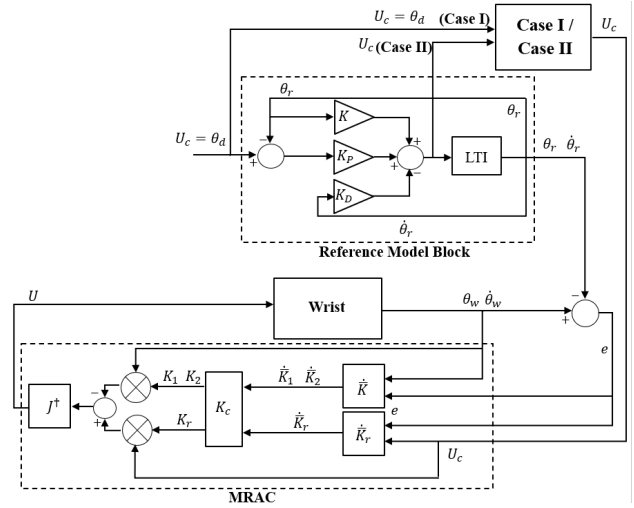 U_c = θ_d (Case I)
U_c (Case II)
Case I /
Case II
U_c
θ_r
θ_r
K
U_c = θ_d
−
+
K_P
+
+
−
LTI
θ_r θ̇_r
K_D
θ̇_r
Reference Model Block
U
Wrist
θ_w θ̇_w
−
+
e
K_1 K_2
K̄̇_1 K̄̇_2
K̄̇
−
+
J†
K_c
e
K_r
K̄̇_r
K̄̇_r
U_c
MRAC